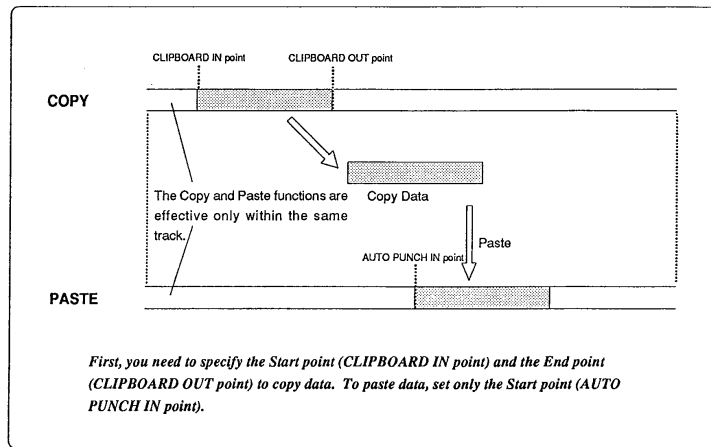 CLIPBOARD IN point
CLIPBOARD OUT point
COPY
The Copy and Paste functions are
effective only within the same
track.
Copy Data
Paste
AUTO PUNCH IN point
PASTE
First, you need to specify the Start point (CLIPBOARD IN point) and the End point
(CLIPBOARD OUT point) to copy data. To paste data, set only the Start point (AUTO
PUNCH IN point).